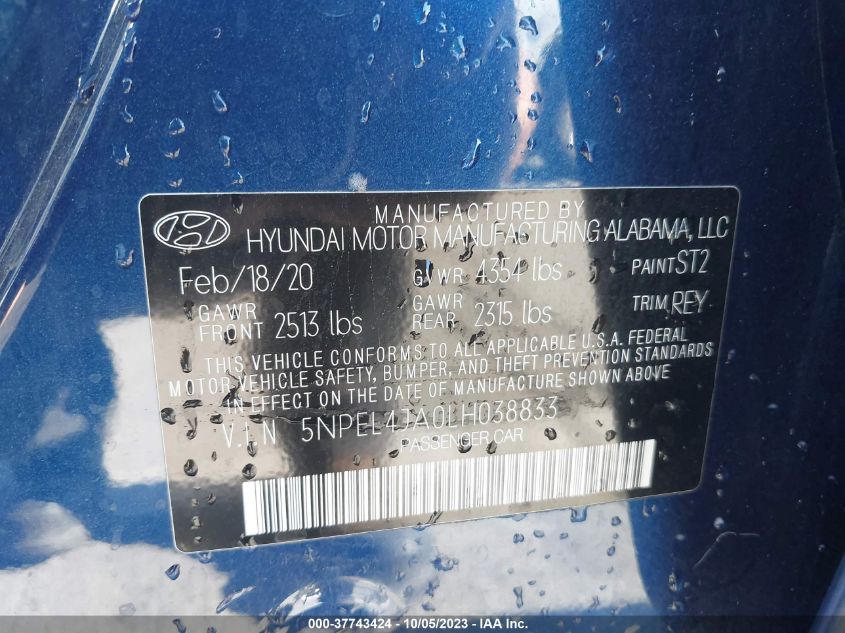 MANUFACTURED BY
HYUNDAI MOTOR MANUFACTURING ALABAMA, LLC
Feb/18/20 GVWR 4354 lbs PAINT ST2
GAWR FRONT 2513 lbs GAWR REAR 2315 lbs TRIM REY
THIS VEHICLE CONFORMS TO ALL APPLICABLE U.S.A. FEDERAL
MOTOR VEHICLE SAFETY, BUMPER, AND THEFT PREVENTION STANDARDS
IN EFFECT ON THE DATE OF MANUFACTURE SHOWN ABOVE
V.I.N 5NPEL4JA0LH038833
PASSENGER CAR
000-37743424 - 10/05/2023 - IAA Inc.